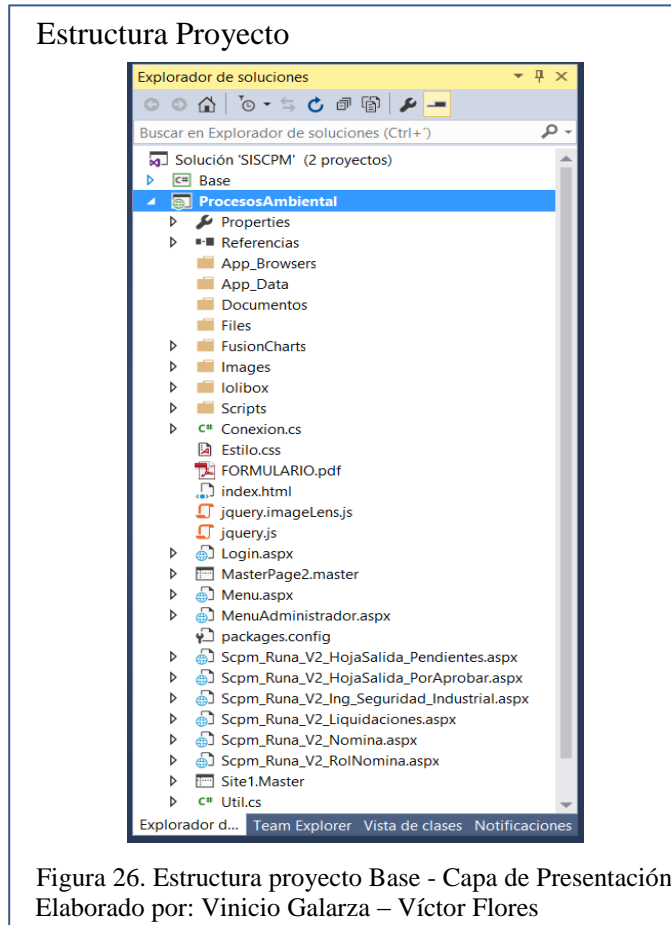 Estructura Proyecto
Explorador de soluciones
Buscar en Explorador de soluciones (Ctrl+´)
Solución 'SISCPM' (2 proyectos)
C# Base
ProcesosAmbiental
Properties
Referencias
App_Browsers
App_Data
Documentos
Files
FusionCharts
Images
lolibox
Scripts
C# Conexion.cs
Estilo.css
FORMULARIO.pdf
index.html
jquery.imageLens.js
jquery.js
Login.aspx
MasterPage2.master
Menu.aspx
MenuAdministrador.aspx
packages.config
Scpm_Runa_V2_HojaSalida_Pendientes.aspx
Scpm_Runa_V2_HojaSalida_PorAprobar.aspx
Scpm_Runa_V2_Ing_Seguridad_Industrial.aspx
Scpm_Runa_V2_Liquidaciones.aspx
Scpm_Runa_V2_Nomina.aspx
Scpm_Runa_V2_RolNomina.aspx
Site1.Master
C# Util.cs
Explorador d... Team Explorer Vista de clases Notificaciones
Figura 26. Estructura proyecto Base - Capa de Presentación
Elaborado por: Vinicio Galarza – Víctor Flores